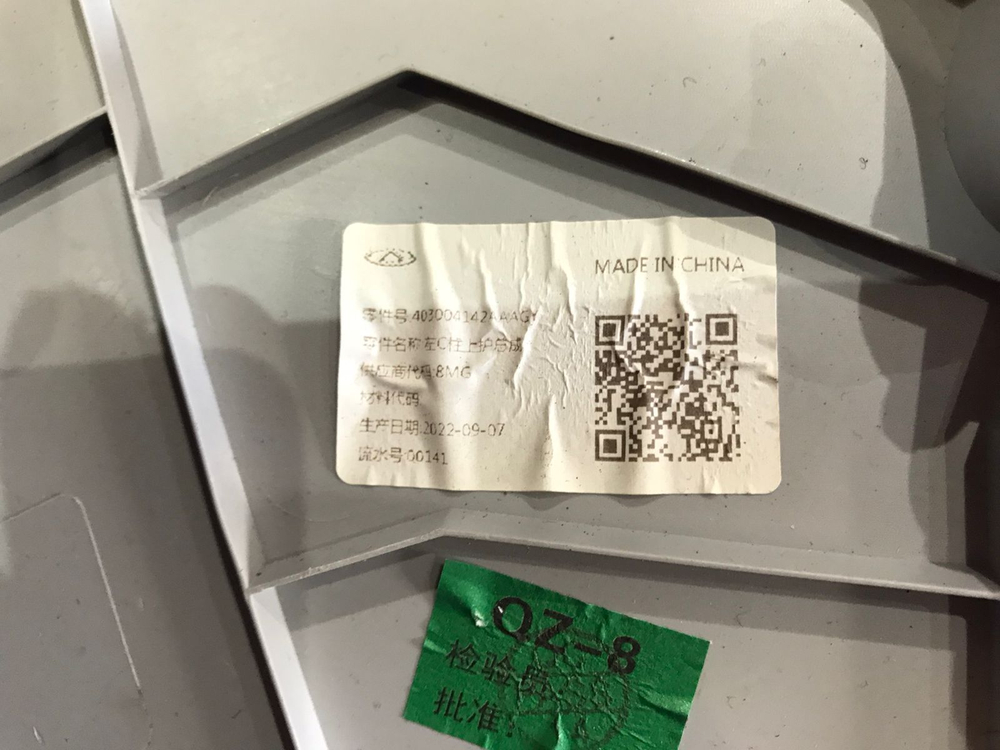 MADE IN CHINA
零件号:403004142AAAGY
零件名称:左C柱上护总成
供应商代码:8MG
材料代码
生产日期:2022-09-07
流水号:00141
QZ-8
检验员:
批准: